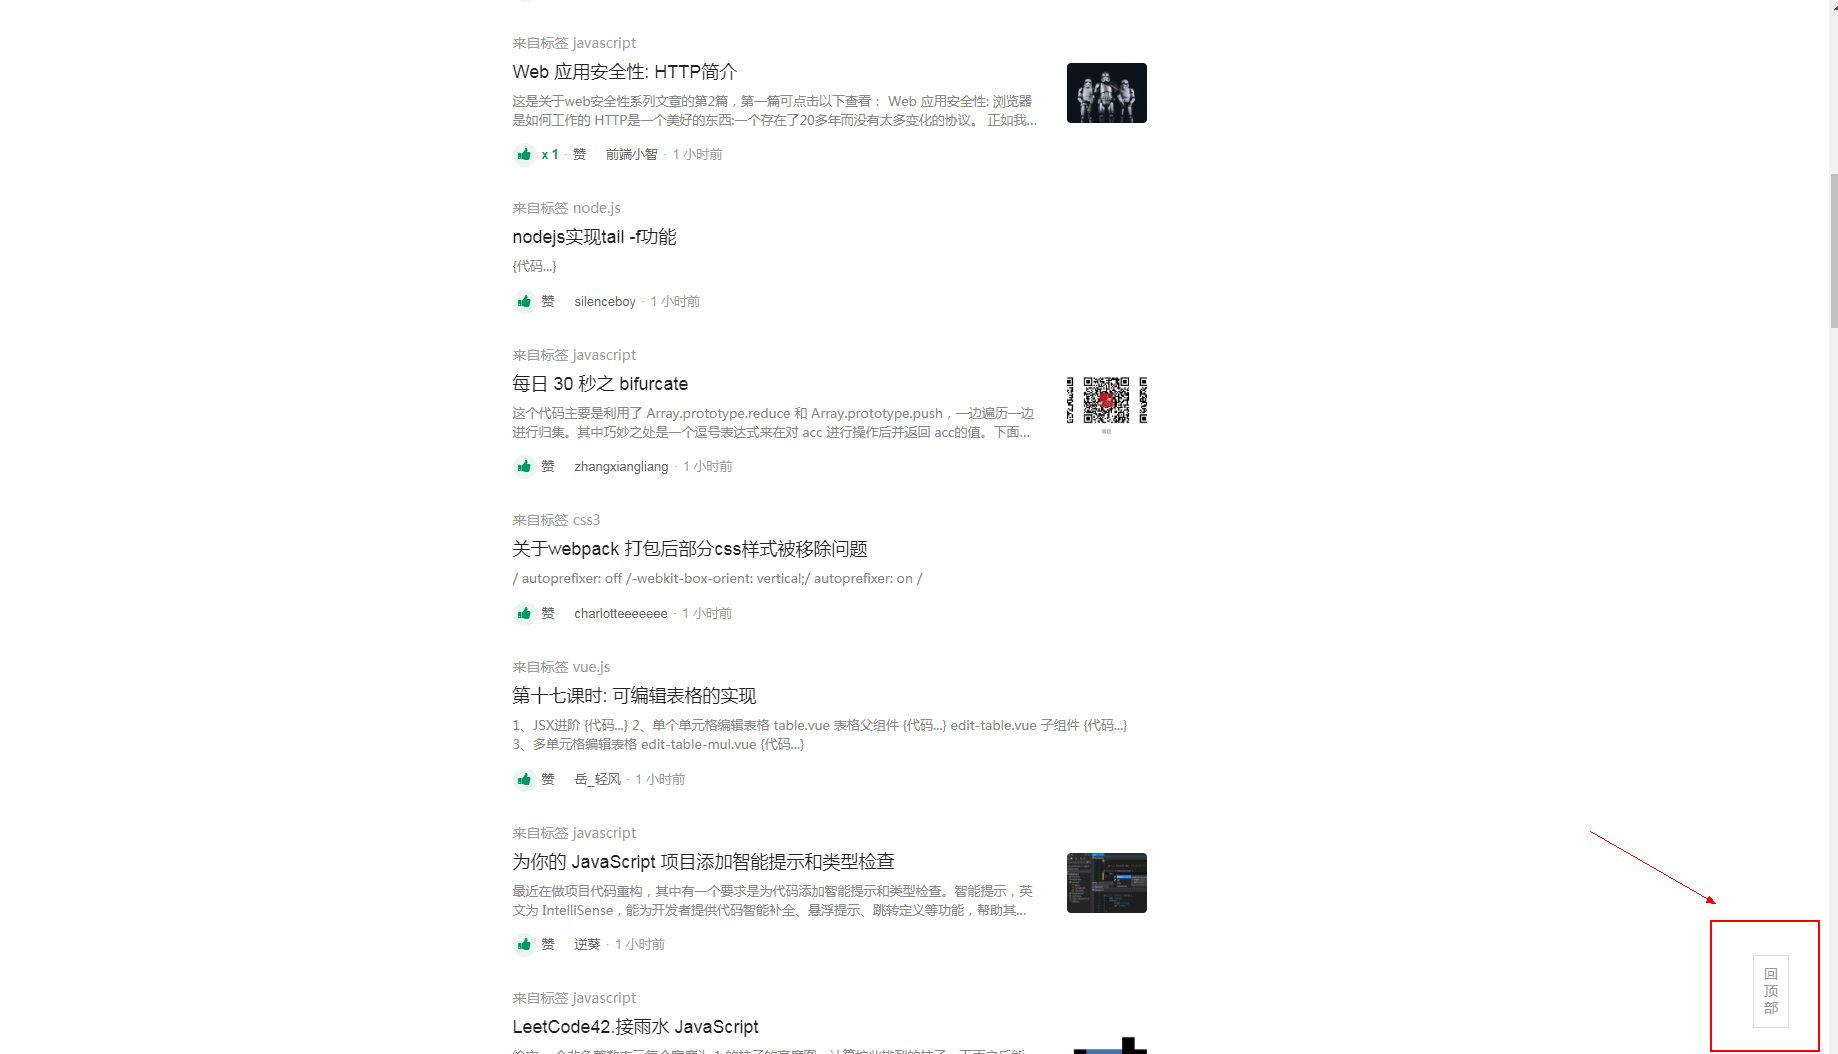 来自标签 javascript
Web 应用安全性: HTTP简介
这是关于web安全性系列文章的第2篇，第一篇可点击以下查看： Web 应用安全性: 浏览器
是如何工作的 HTTP是一个美好的东西:一个存在了20多年而没有太多变化的协议。 正如我...
x 1 · 赞 前端小智 · 1 小时前
来自标签 node.js
nodejs实现tail -f功能
{代码...}
赞 silenceboy · 1 小时前
来自标签 javascript
每日 30 秒之 bifurcate
这个代码主要是利用了 Array.prototype.reduce 和 Array.prototype.push，一边遍历一边
进行归集。其中巧妙之处是一个逗号表达式来在对 acc 进行操作后并返回 acc的值。下面...
赞 zhangxiangliang · 1 小时前
来自标签 css3
关于webpack 打包后部分css样式被移除问题
/ autoprefixer: off /-webkit-box-orient: vertical;/ autoprefixer: on /
赞 charlotteeeeeee · 1 小时前
来自标签 vue.js
第十七课时: 可编辑表格的实现
1、JSX进阶 {代码...} 2、单个单元格编辑表格 table.vue 表格父组件 {代码...} edit-table.vue 子组件 {代码...}
3、多单元格编辑表格 edit-table-mul.vue {代码...}
赞 岳_轻风 · 1 小时前
来自标签 javascript
为你的 JavaScript 项目添加智能提示和类型检查
最近在做项目代码重构，其中有一个要求是为代码添加智能提示和类型检查。智能提示，英
文为 IntelliSense，能为开发者提供代码智能补全、悬浮提示、跳转定义等功能，帮助其...
赞 逆葵 · 1 小时前
来自标签 javascript
LeetCode42.接雨水 JavaScript
回
顶
部